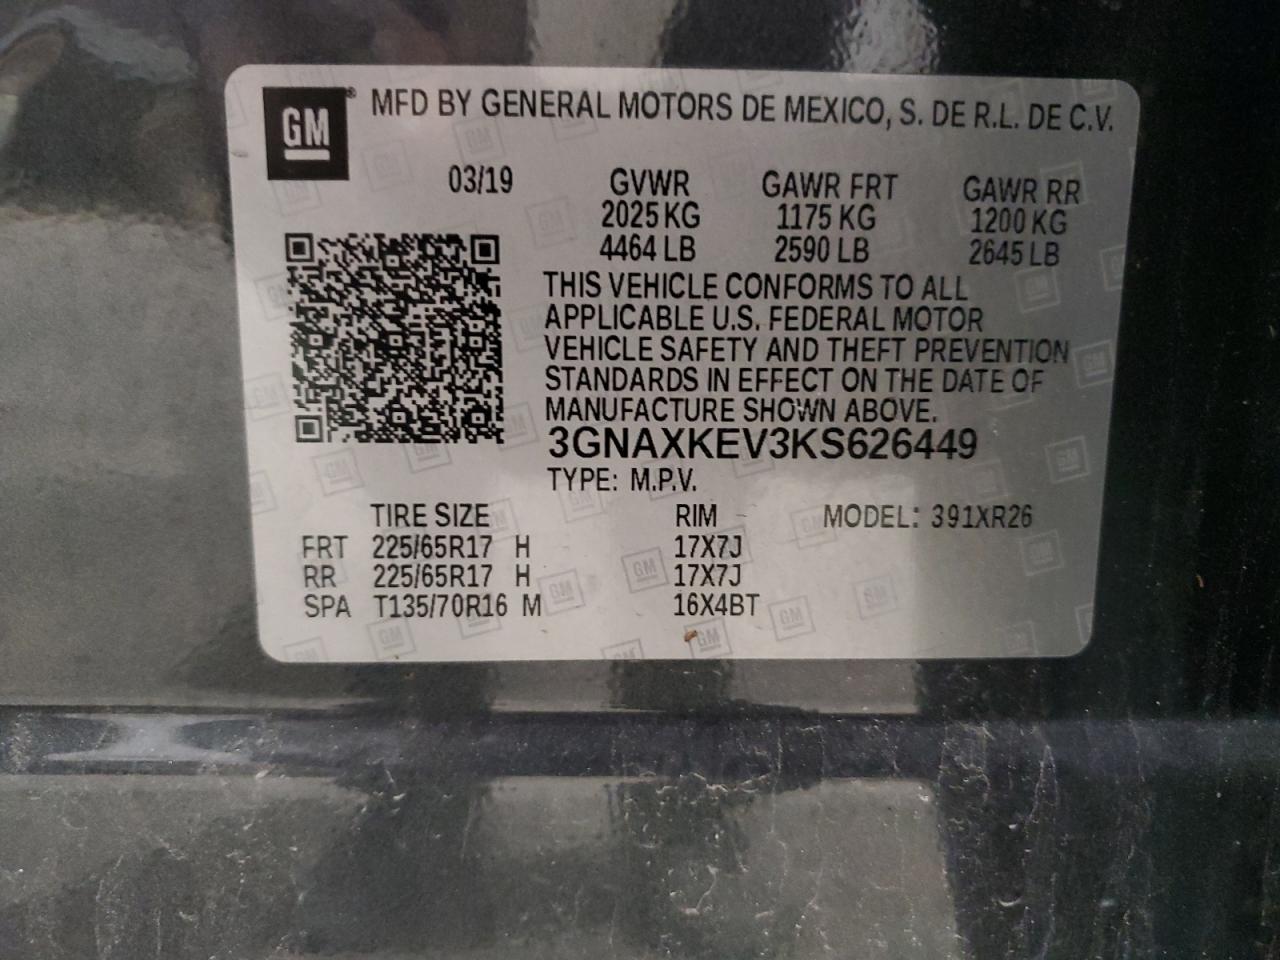 GM® MFD BY GENERAL MOTORS DE MEXICO, S. DE R.L. DE C.V.
03/19 GVWR GAWR FRT GAWR RR
2025 KG 1175 KG 1200 KG
4464 LB 2590 LB 2645 LB
THIS VEHICLE CONFORMS TO ALL
APPLICABLE U.S. FEDERAL MOTOR
VEHICLE SAFETY AND THEFT PREVENTION
STANDARDS IN EFFECT ON THE DATE OF
MANUFACTURE SHOWN ABOVE.
3GNAXKEV3KS626449
TYPE: M.P.V.
TIRE SIZE RIM MODEL: 391XR26
FRT 225/65R17 H 17X7J
RR 225/65R17 H 17X7J
SPA T135/70R16 M 16X4BT